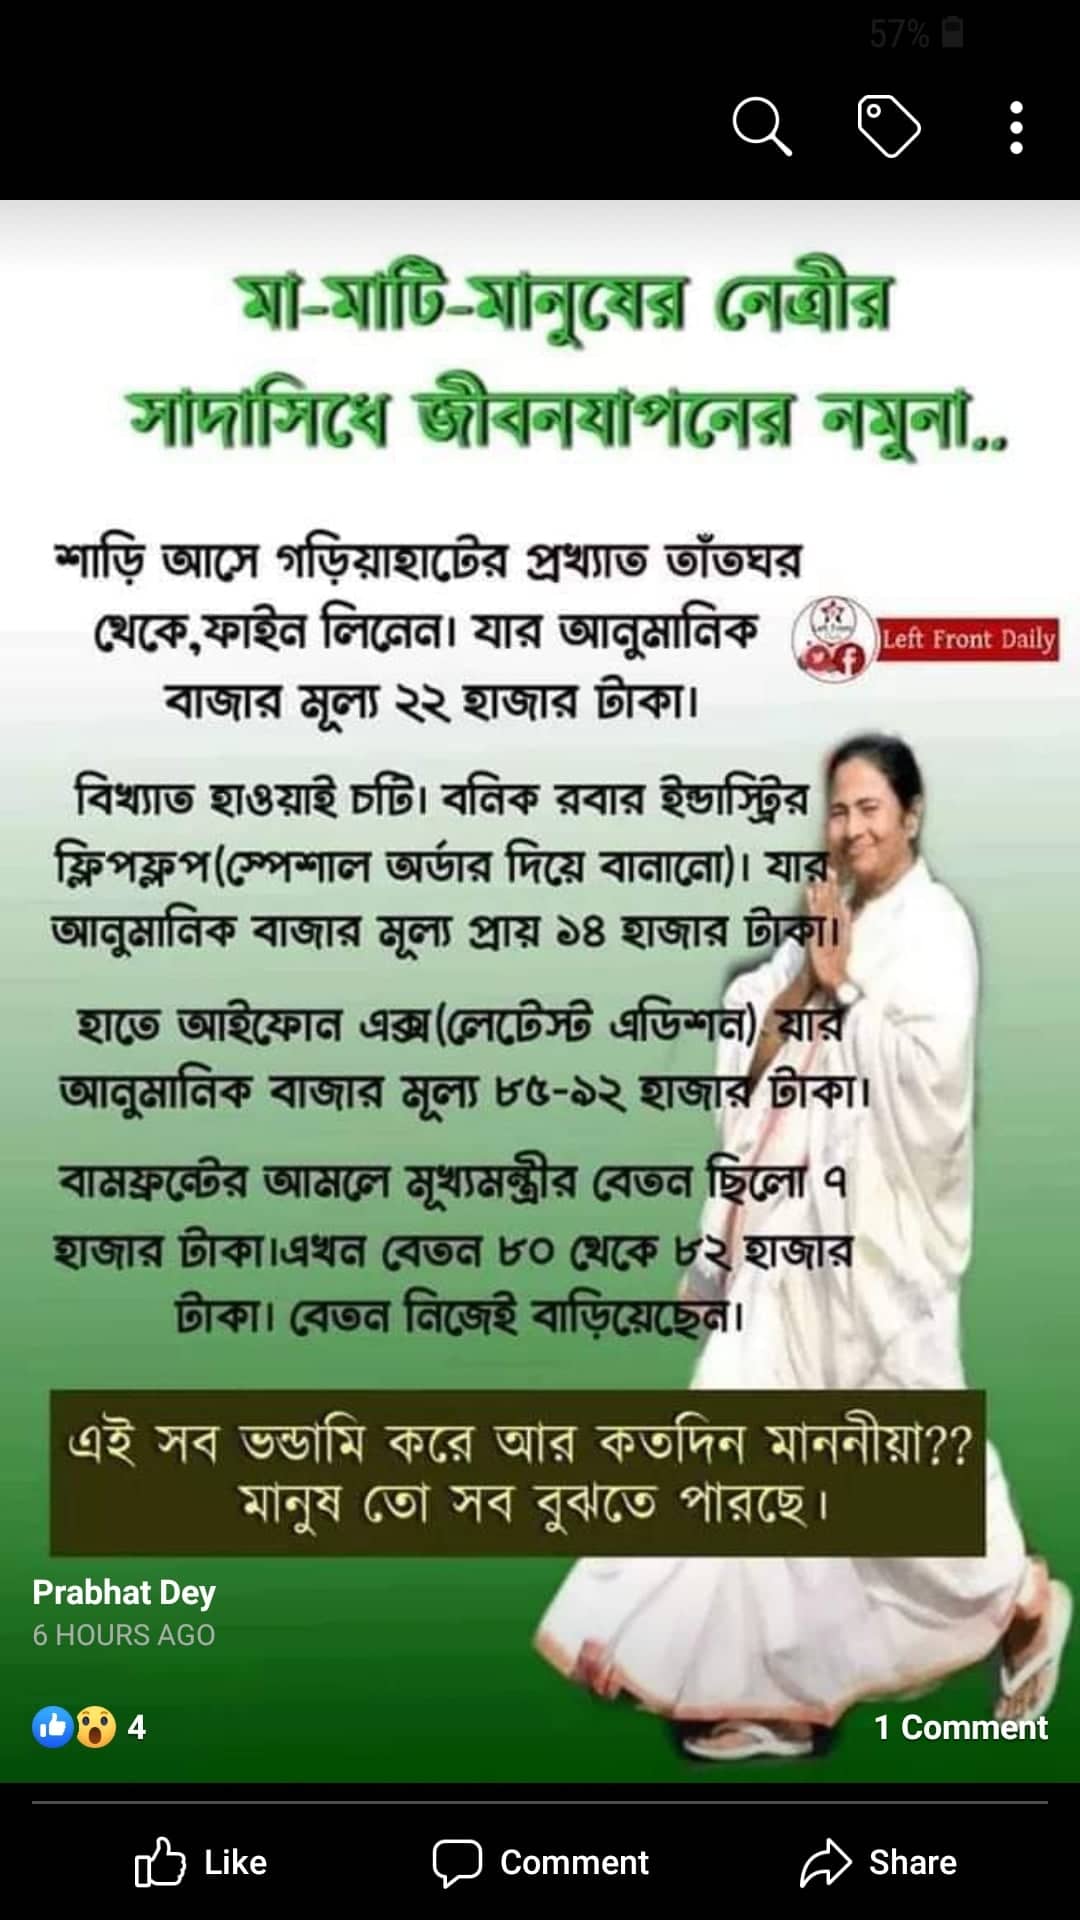 57%
মা-মাটি-মানুষের নেত্রীর
সাদাসিধে জীবনযাপনের নমুনা..
শাড়ি আসে গড়িয়াহাটের প্রখ্যাত তাঁতঘর
থেকে,ফাইন লিনেন। যার আনুমানিক
বাজার মূল্য ২২ হাজার টাকা।
Left Front Daily
বিখ্যাত হাওয়াই চটি। বনিক রবার ইন্ডাস্ট্রির
ফ্লিপফ্লপ(স্পেশাল অর্ডার দিয়ে বানানো)। যার
আনুমানিক বাজার মূল্য প্রায় ১৪ হাজার টাকা।
হাতে আইফোন এক্স(লেটেস্ট এডিশন) যার
আনুমানিক বাজার মূল্য ৮৫-৯২ হাজার টাকা।
বামফ্রন্টের আমলে মূখ্যমন্ত্রীর বেতন ছিলো ৭
হাজার টাকা।এখন বেতন ৮০ থেকে ৮২ হাজার
টাকা। বেতন নিজেই বাড়িয়েছেন।
এই সব ভন্ডামি করে আর কতদিন মাননীয়া??
মানুষ তো সব বুঝতে পারছে।
Prabhat Dey
6 HOURS AGO
4
1 Comment
Like
Comment
Share